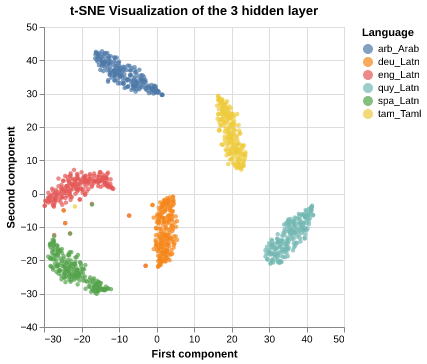 t-SNE Visualization of the 3 hidden layer
Language
arb_Arab
deu_Latn
eng_Latn
quy_Latn
spa_Latn
tam_Taml
50
40
30
20
10
0
−10
−20
−30
−40
Second component
−30 −20 −10 0 10 20 30 40 50
First component